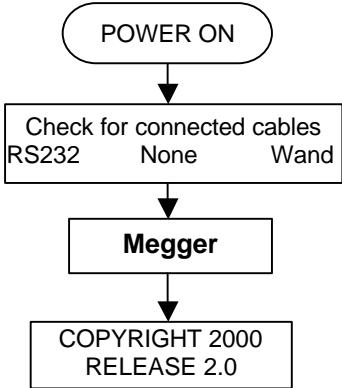 POWER ON
Check for connected cables
RS232 None Wand
Megger
COPYRIGHT 2000
RELEASE 2.0